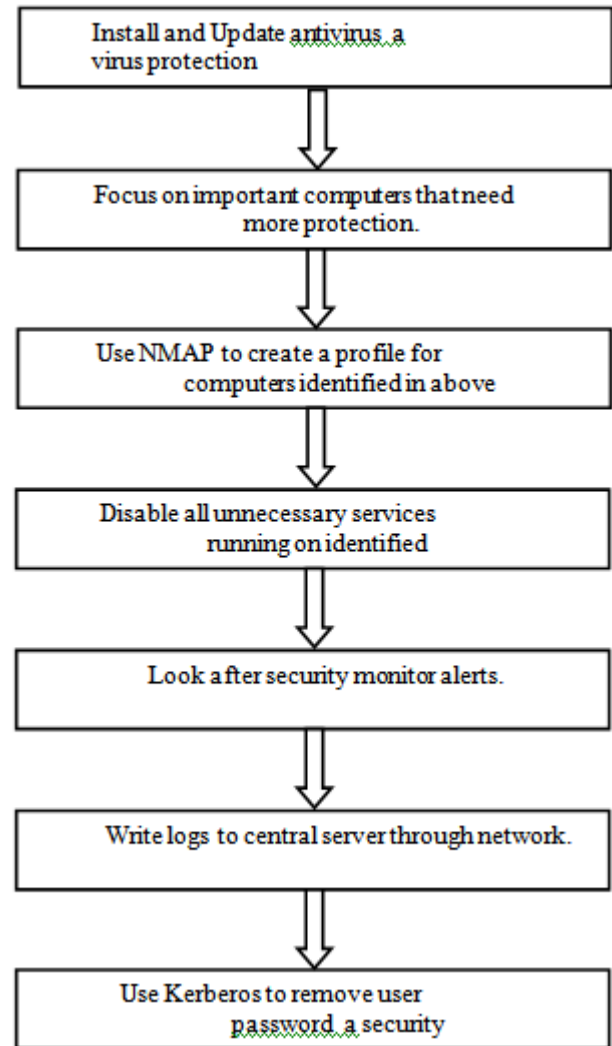 Install and Update antivirus a
virus protection
Focus on important computers that need
more protection.
Use NMAP to create a profile for
computers identified in above
Disable all unnecessary services
running on identified
Look after security monitor alerts.
Write logs to central server through network.
Use Kerberos to remove user
password a security